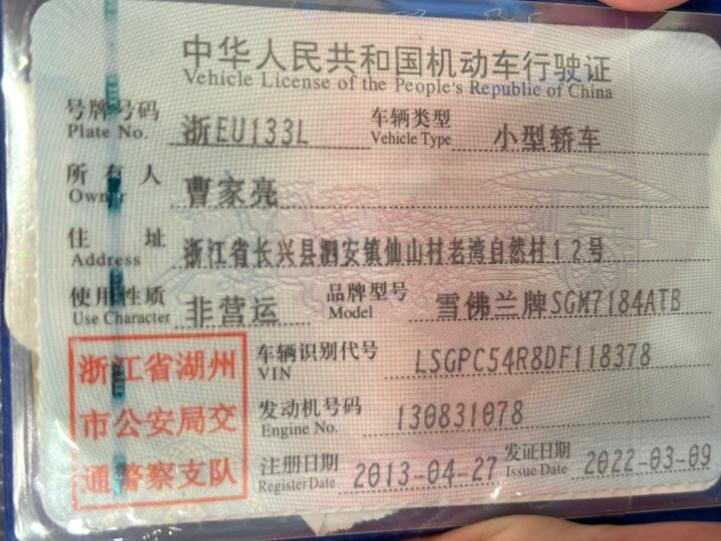 中华人民共和国机动车行驶证
Vehicle License of the People's Republic of China
号牌号码 浙EU133L 车辆类型 小型轿车
Plate No. Vehicle Type
所有人 曹家亮
Owner
住址 浙江省长兴县泗安镇仙山村老湾自然村12号
Address
使用性质 非营运 品牌型号 雪佛兰牌SGM7184ATB
Use Character Model
车辆识别代号 LSGPC54R8DF118378
VIN
发动机号码 130831078
Engine No.
注册日期 2013-04-27 发证日期 2022-03-09
Register Date Issue Date
浙江省湖州
市公安局交
通警察支队